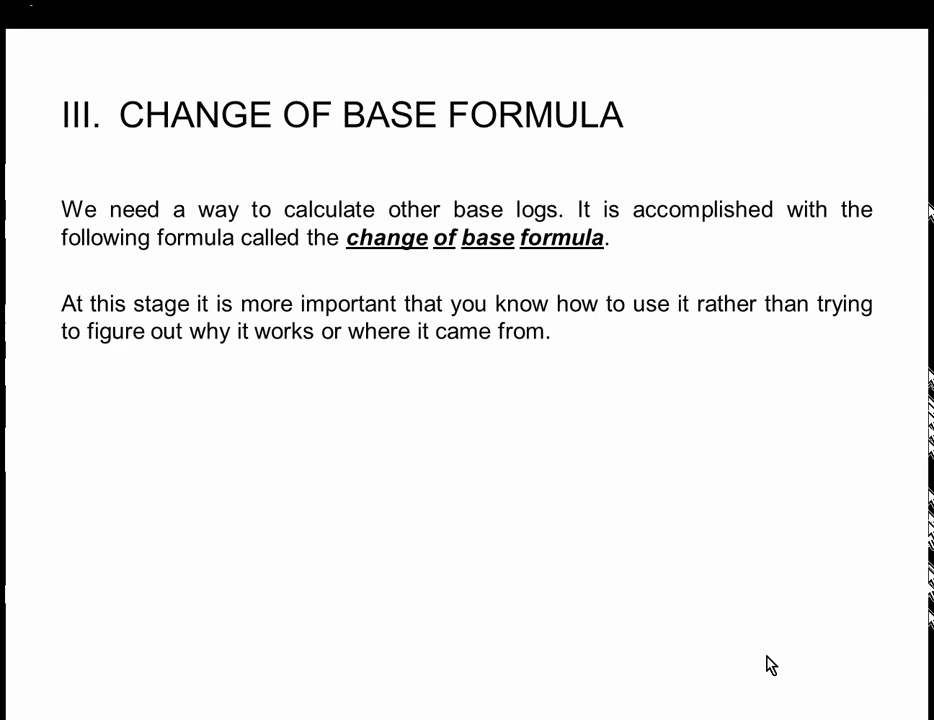 III. CHANGE OF BASE FORMULA
We need a way to calculate other base logs. It is accomplished with the
following formula called the change of base formula.
At this stage it is more important that you know how to use it rather than trying
to figure out why it works or where it came from.